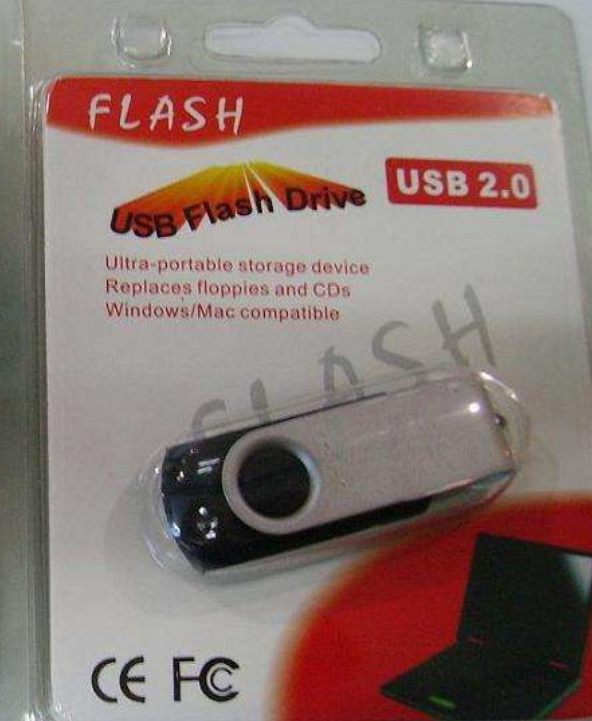 FLASH
USB Flash Drive
USB 2.0
Ultra-portable storage device
Replaces floppies and CDs
Windows/Mac compatible
FLASH
CE FC